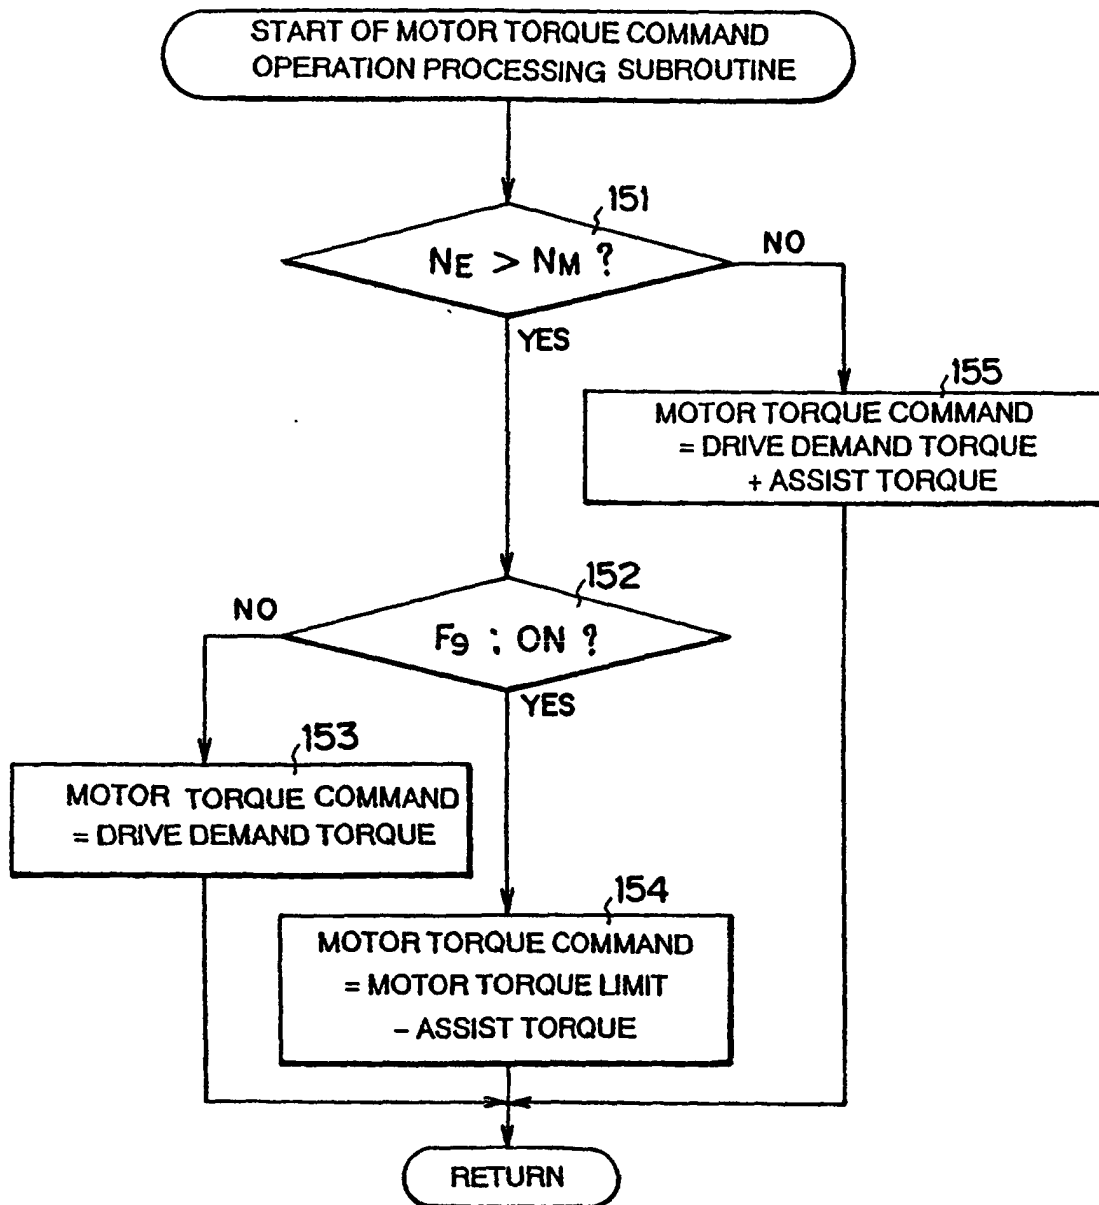 START OF MOTOR TORQUE COMMAND
OPERATION PROCESSING SUBROUTINE
151
NE > NM ?
NO
YES
155
MOTOR TORQUE COMMAND
= DRIVE DEMAND TORQUE
+ ASSIST TORQUE
152
NO
F9 : ON ?
YES
153
MOTOR TORQUE COMMAND
= DRIVE DEMAND TORQUE
154
MOTOR TORQUE COMMAND
= MOTOR TORQUE LIMIT
– ASSIST TORQUE
RETURN